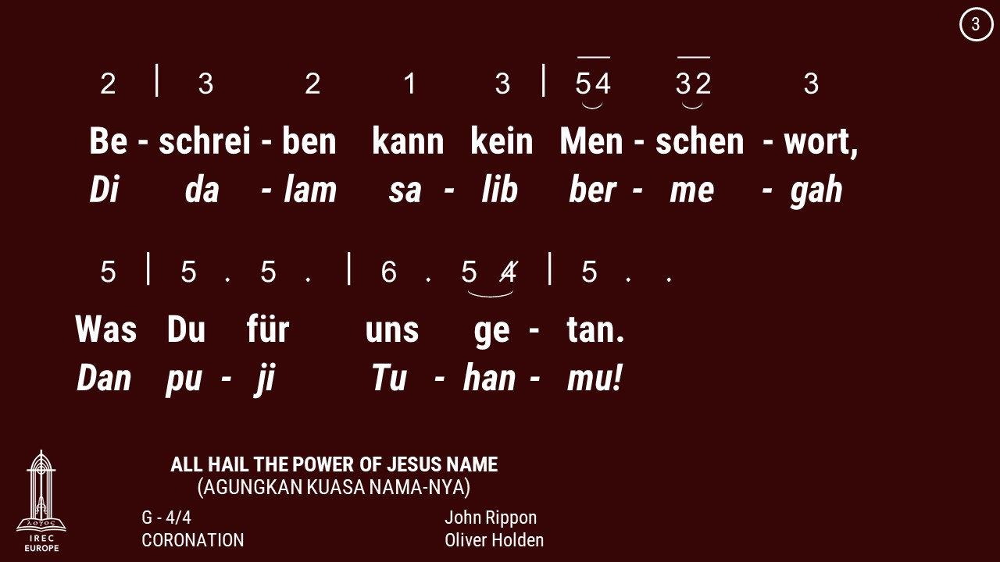 3
2 | 3 2 1 3 | 54 32 3
Be - schrei - ben kann kein Men - schen - wort,
Di da - lam sa - lib ber - me - gah
5 | 5 . 5 . | 6 . 5 4̸ | 5 . .
Was Du für uns ge - tan.
Dan pu - ji Tu - han - mu!
ALL HAIL THE POWER OF JESUS NAME
(AGUNGKAN KUASA NAMA-NYA)
G - 4/4 John Rippon
CORONATION Oliver Holden
λογος
IREC
EUROPE